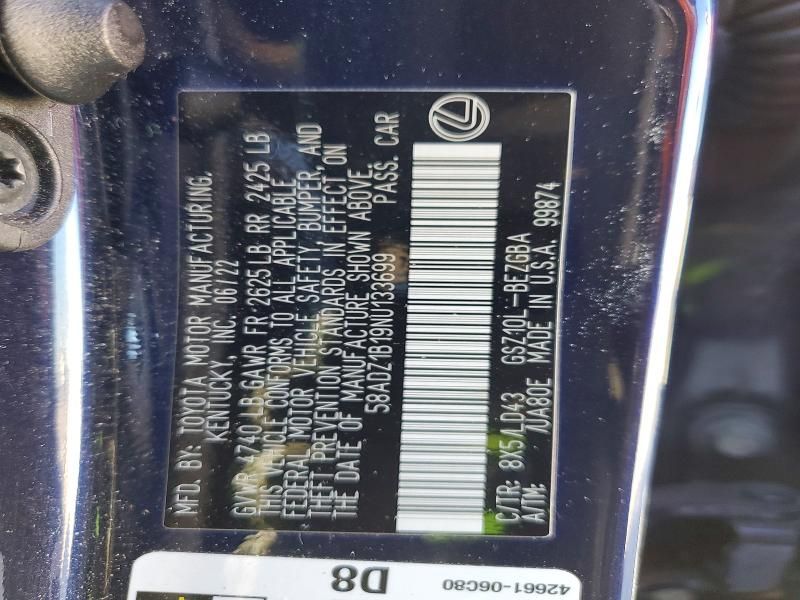 MFD. BY: TOYOTA MOTOR MANUFACTURING,
KENTUCKY, INC. 06/22
GVWR 4740 LB GAWR FR 2625 LB RR 2425 LB
THIS VEHICLE CONFORMS TO ALL APPLICABLE
FEDERAL MOTOR VEHICLE SAFETY, BUMPER, AND
THEFT PREVENTION STANDARDS IN EFFECT ON
THE DATE OF MANUFACTURE SHOWN ABOVE.
58ADZ1B19NU133699 PASS. CAR
C/TR: 8X5 LD43 GSZ10L-BEZGBA
A/TM: /UA80E MADE IN U.S.A. 99874
D8
42661-06C80